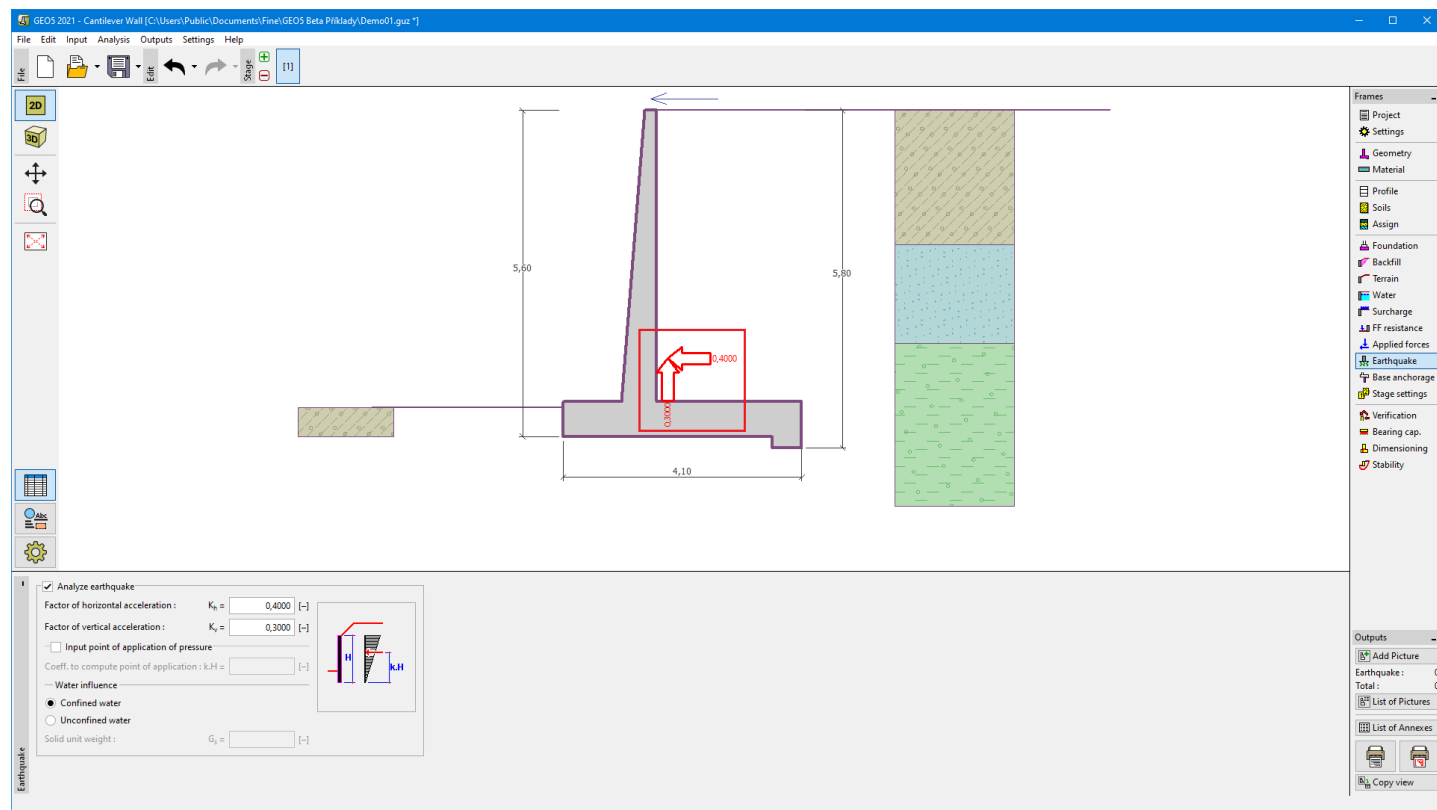 GEO5 2021 - Cantilever Wall [C:\Users\Public\Documents\Fine\GEO5 Beta Příklady\Demo01.guz *]
File Edit Input Analysis Outputs Settings Help
File
Edit
Stage
[1]
2D
3D
Abc
5,60
5,80
0,4000
0,3000
4,10
Frames
Project
Settings
Geometry
Material
Profile
Soils
Assign
Foundation
Backfill
Terrain
Water
Surcharge
FF resistance
Applied forces
Earthquake
Base anchorage
Stage settings
Verification
Bearing cap.
Dimensioning
Stability
Outputs
Add Picture
Earthquake : 0
Total : 0
List of Pictures
List of Annexes
Copy view
Earthquake
Analyze earthquake
Factor of horizontal acceleration : Kh = 0,4000 [–]
Factor of vertical acceleration : Kv = 0,3000 [–]
Input point of application of pressure
Coeff. to compute point of application : k.H = [–]
Water influence
Confined water
Unconfined water
Solid unit weight : Gs = [–]
H
k.H